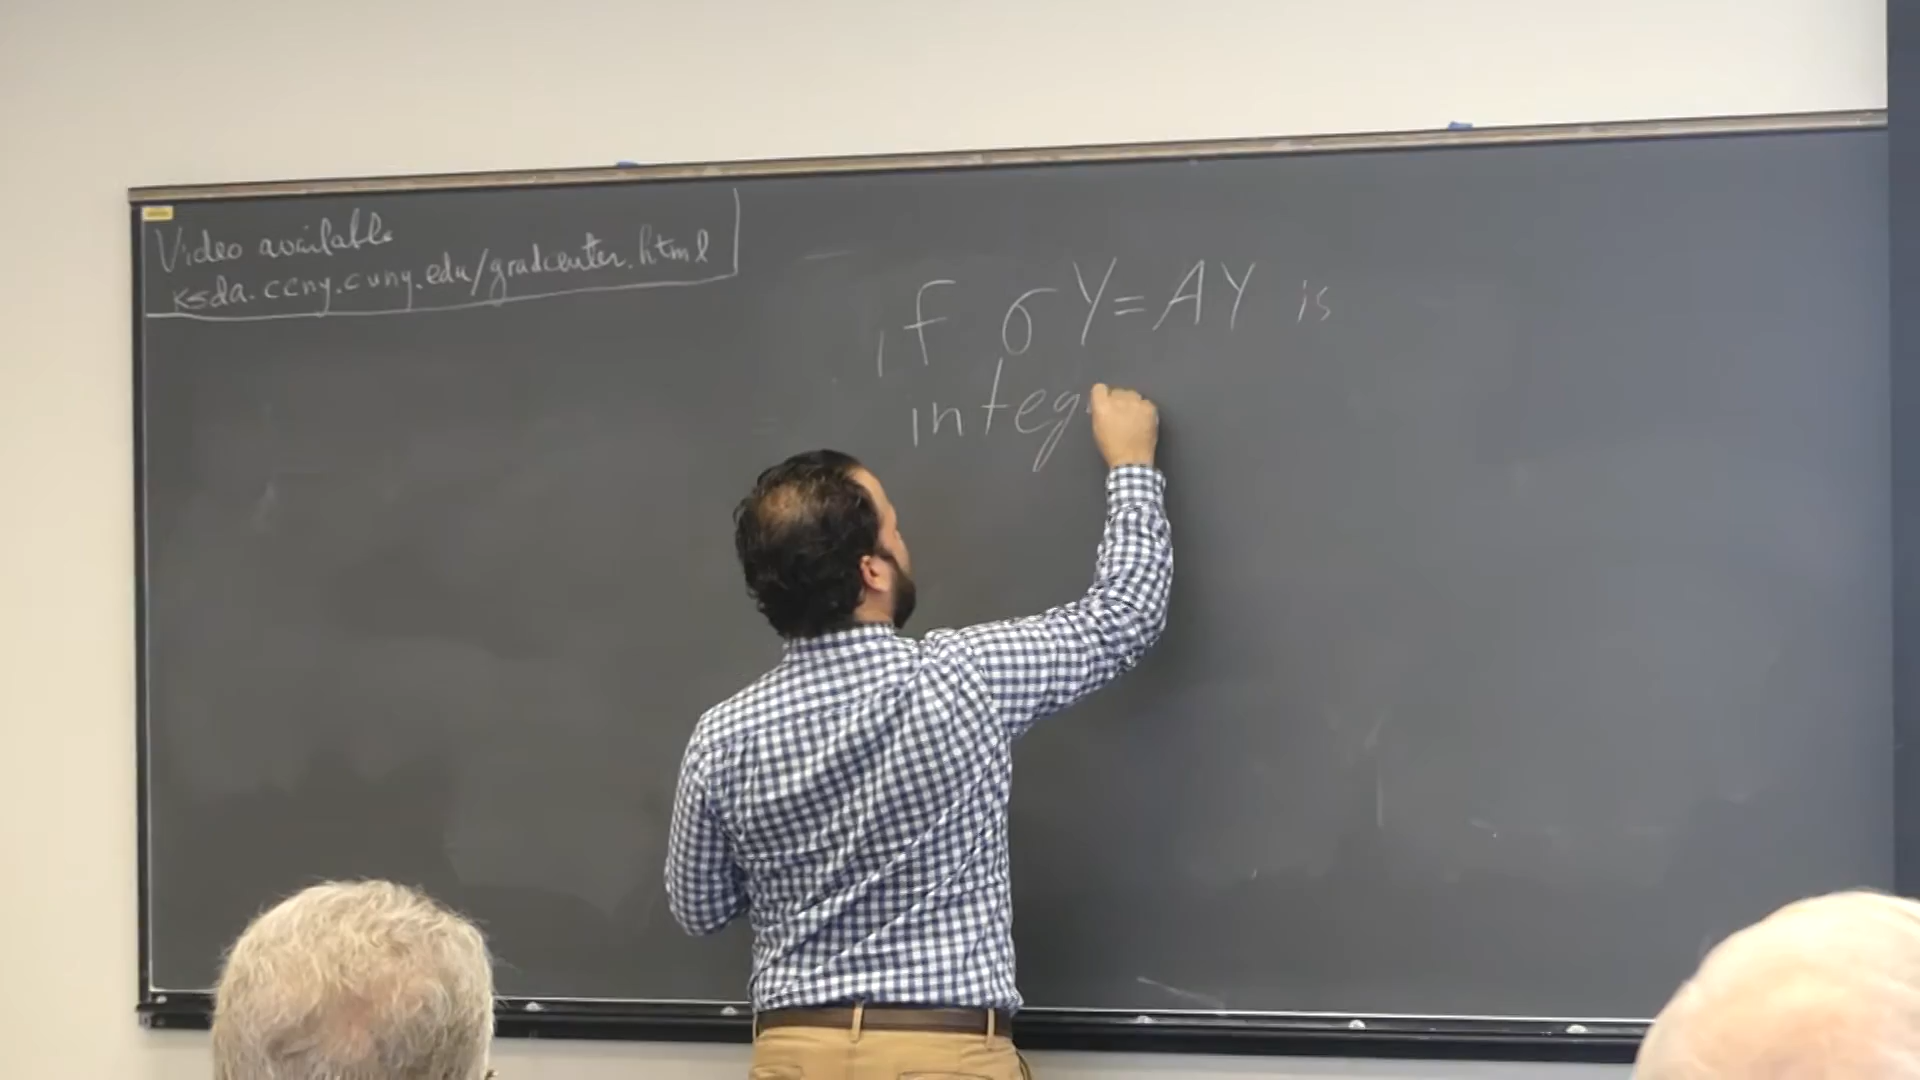 Video available
ksda.ccny.cuny.edu/gradcenter.html
if σY=AY is
integ